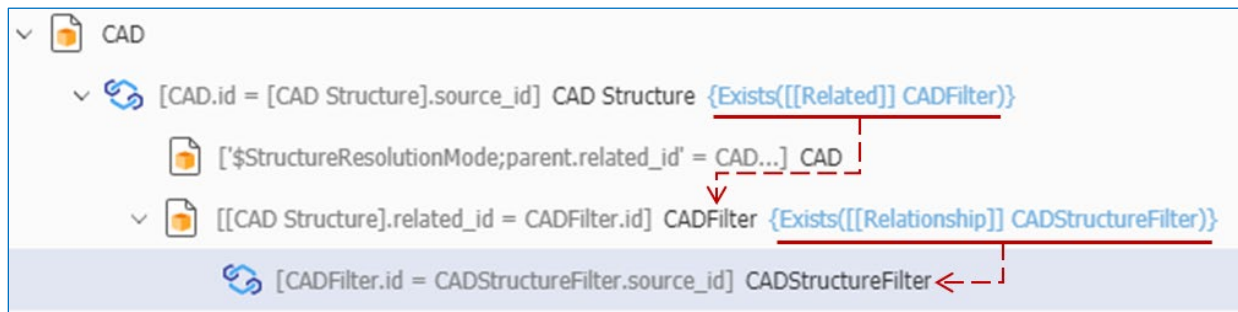 CAD
[CAD.id = [CAD Structure].source_id] CAD Structure {Exists([[Related]] CADFilter)}
['$StructureResolutionMode;parent.related_id' = CAD...] CAD
[[CAD Structure].related_id = CADFilter.id] CADFilter {Exists([[Relationship]] CADStructureFilter)}
[CADFilter.id = CADStructureFilter.source_id] CADStructureFilter